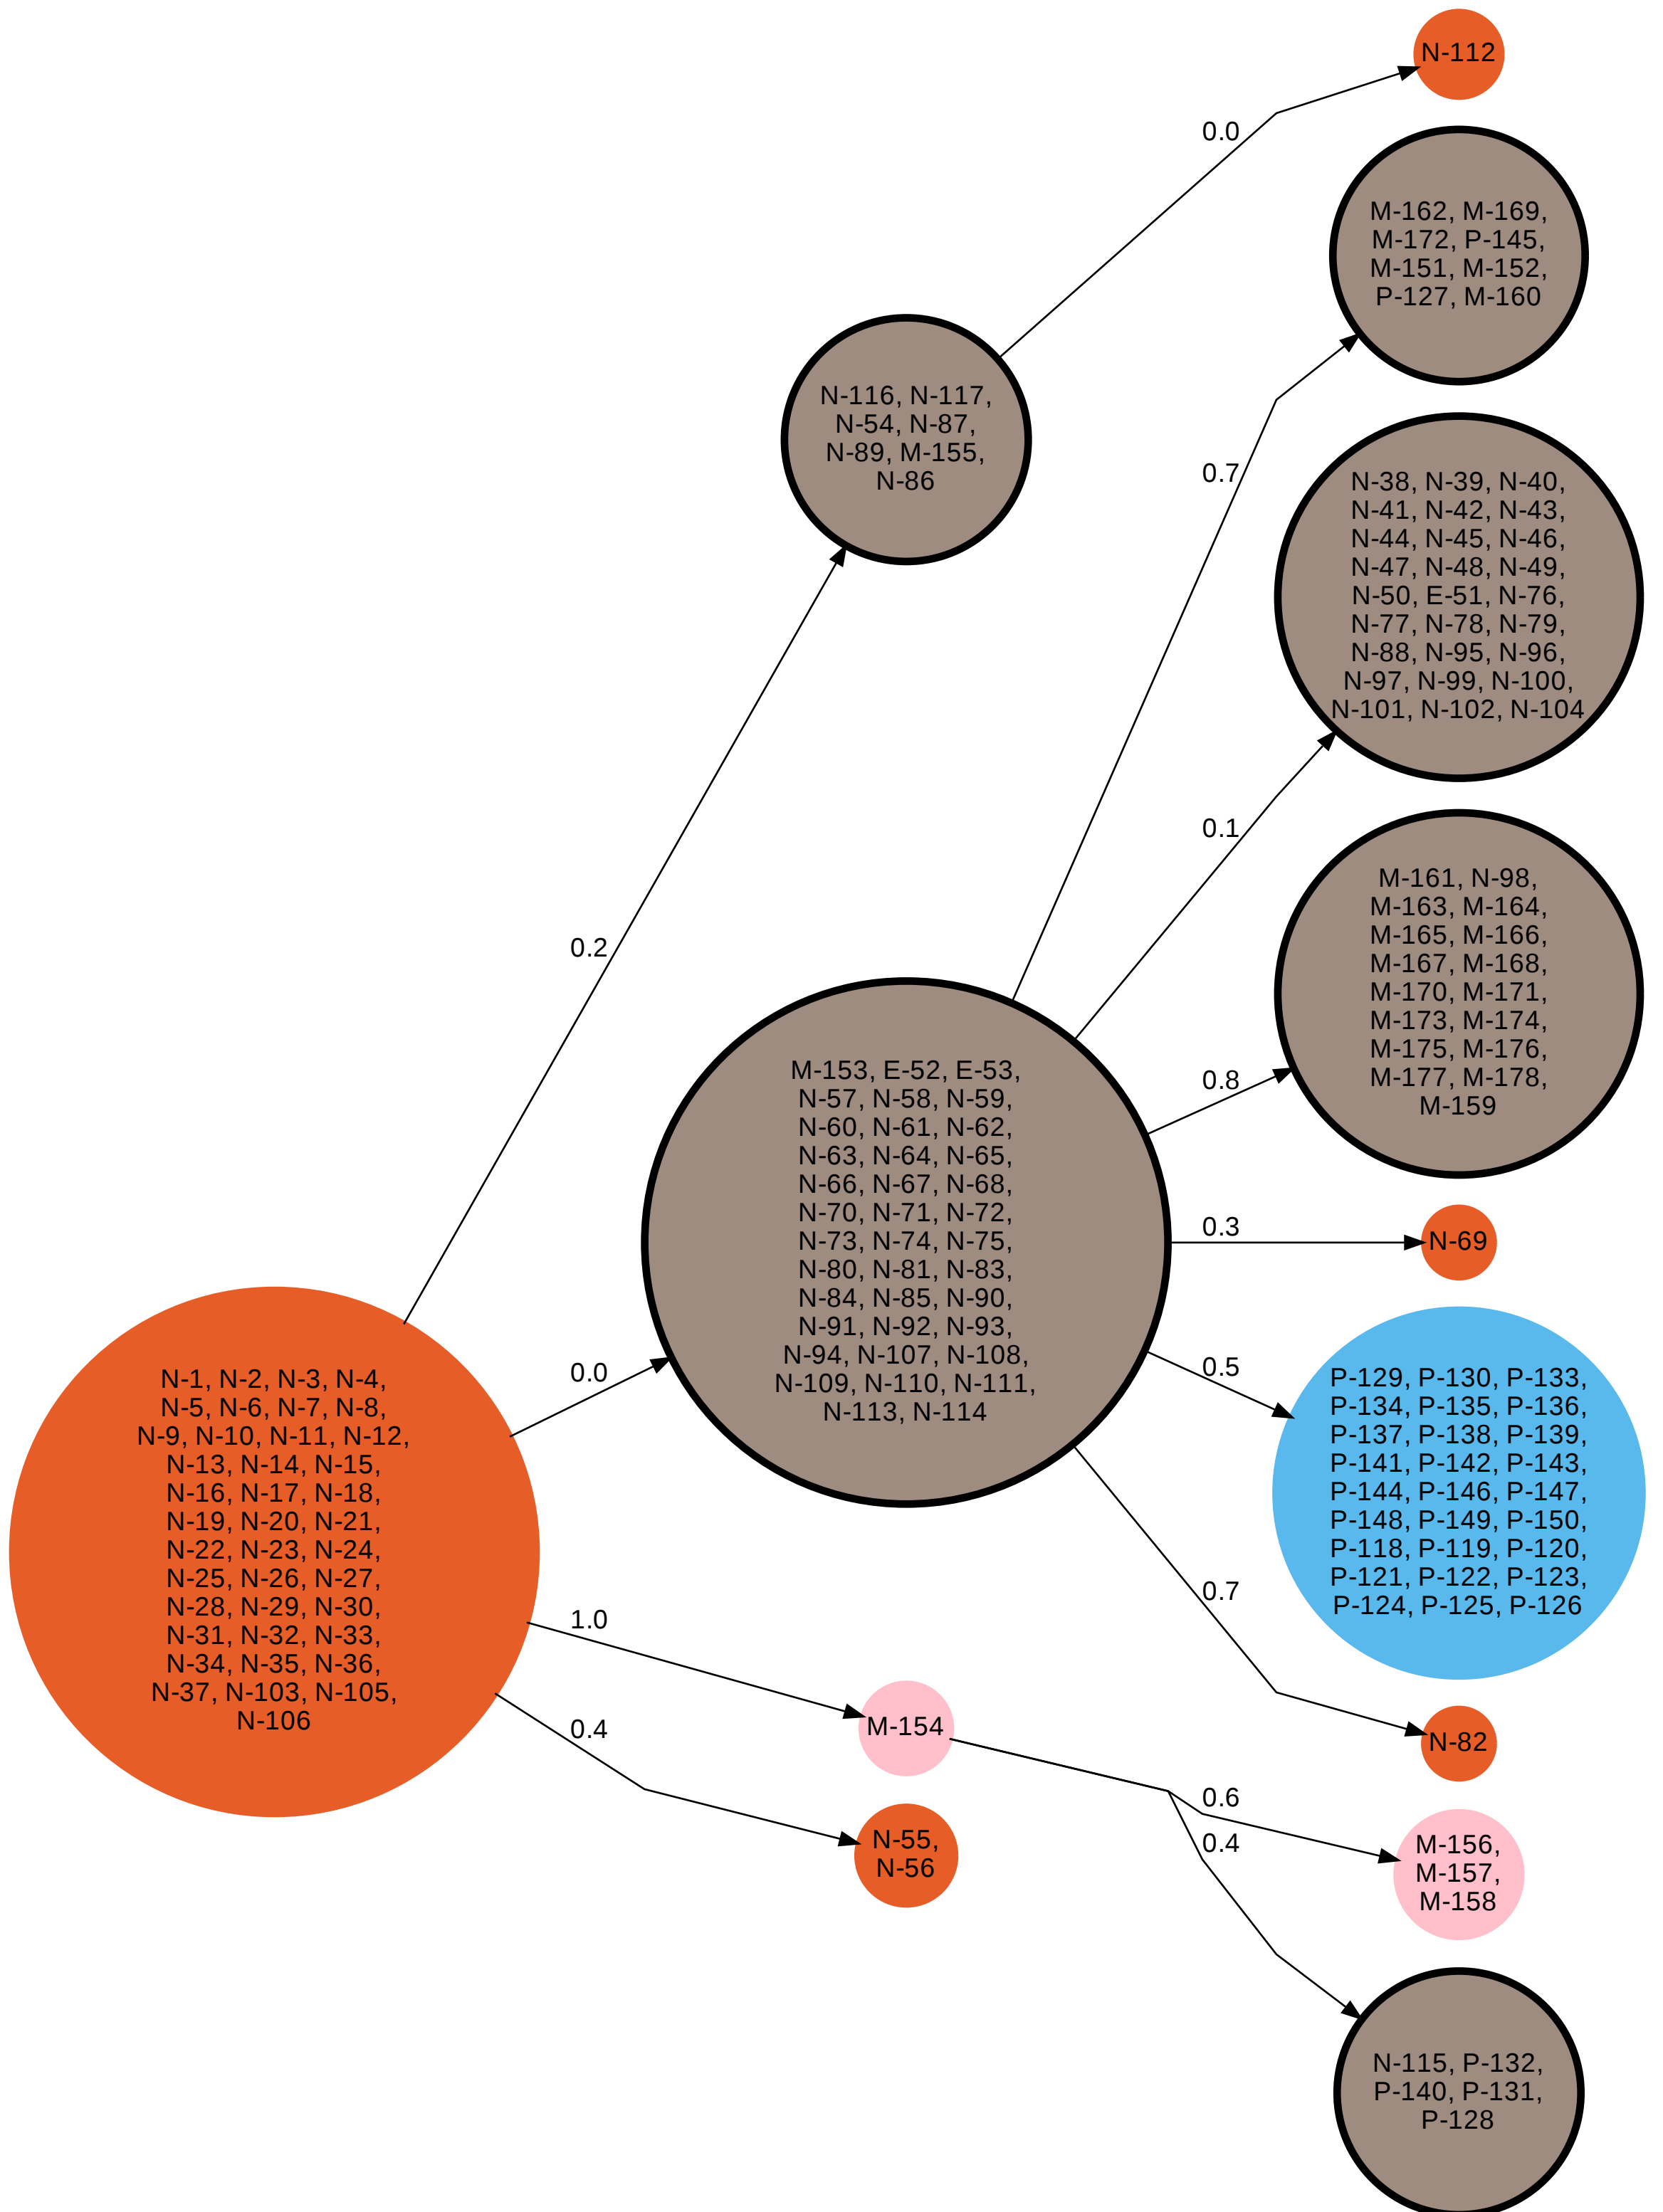 N-112
0.0
M-162, M-169,
M-172, P-145,
M-151, M-152,
P-127, M-160
N-116, N-117,
N-54, N-87,
N-89, M-155,
N-86
0.7
N-38, N-39, N-40,
N-41, N-42, N-43,
N-44, N-45, N-46,
N-47, N-48, N-49,
N-50, E-51, N-76,
N-77, N-78, N-79,
N-88, N-95, N-96,
N-97, N-99, N-100,
N-101, N-102, N-104
0.1
0.2
M-161, N-98,
M-163, M-164,
M-165, M-166,
M-167, M-168,
M-170, M-171,
M-173, M-174,
M-175, M-176,
M-177, M-178,
M-159
0.8
M-153, E-52, E-53,
N-57, N-58, N-59,
N-60, N-61, N-62,
N-63, N-64, N-65,
N-66, N-67, N-68,
N-70, N-71, N-72,
N-73, N-74, N-75,
N-80, N-81, N-83,
N-84, N-85, N-90,
N-91, N-92, N-93,
N-94, N-107, N-108,
N-109, N-110, N-111,
N-113, N-114
0.3
N-69
0.0
0.5
P-129, P-130, P-133,
P-134, P-135, P-136,
P-137, P-138, P-139,
P-141, P-142, P-143,
P-144, P-146, P-147,
P-148, P-149, P-150,
P-118, P-119, P-120,
P-121, P-122, P-123,
P-124, P-125, P-126
N-1, N-2, N-3, N-4,
N-5, N-6, N-7, N-8,
N-9, N-10, N-11, N-12,
N-13, N-14, N-15,
N-16, N-17, N-18,
N-19, N-20, N-21,
N-22, N-23, N-24,
N-25, N-26, N-27,
N-28, N-29, N-30,
N-31, N-32, N-33,
N-34, N-35, N-36,
N-37, N-103, N-105,
N-106
0.7
1.0
M-154
0.4
N-82
0.6
0.4
N-55,
N-56
M-156,
M-157,
M-158
N-115, P-132,
P-140, P-131,
P-128